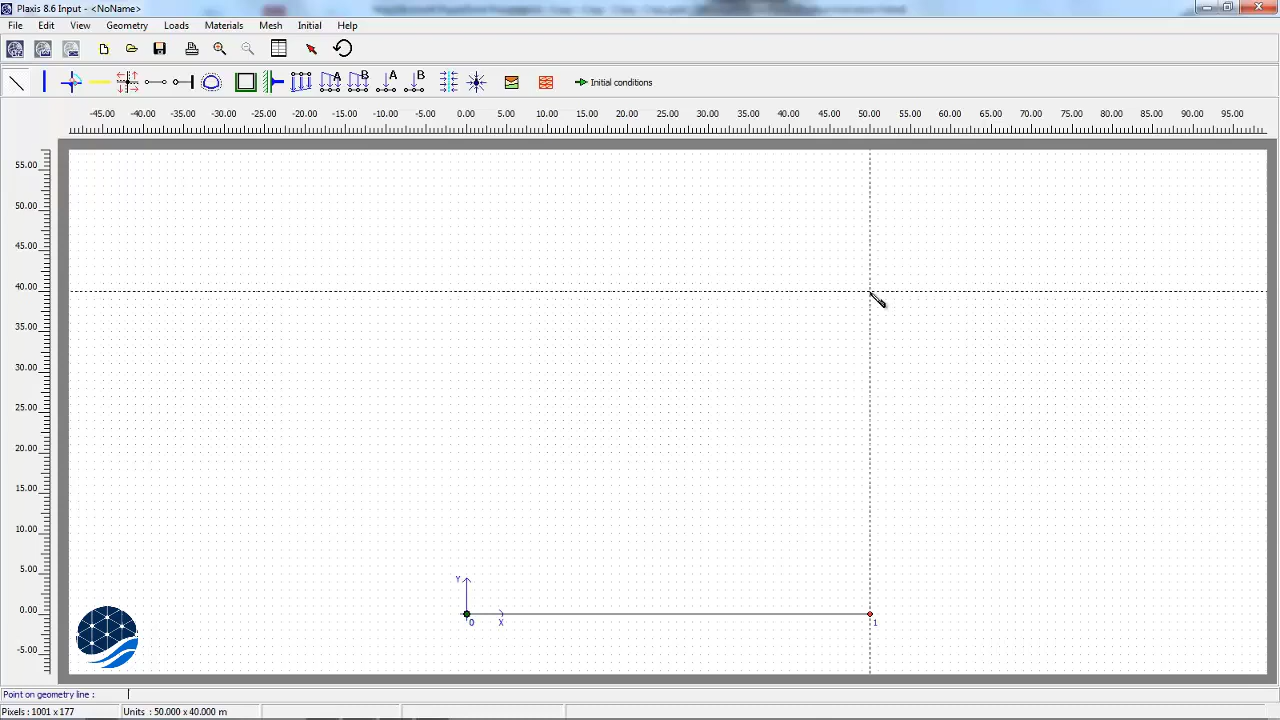 Plaxis 8.6 Input - <NoName>
File Edit View Geometry Loads Materials Mesh Initial Help
A B A B Initial conditions
-45.00 -40.00 -35.00 -30.00 -25.00 -20.00 -15.00 -10.00 -5.00 0.00 5.00 10.00 15.00 20.00 25.00 30.00 35.00 40.00 45.00 50.00 55.00 60.00 65.00 70.00 75.00 80.00 85.00 90.00 95.00
55.00
50.00
45.00
40.00
35.00
30.00
25.00
20.00
15.00
10.00
5.00
Y
0.00
0 X 1
-5.00
Point on geometry line :
Pixels : 1001 x 177 Units : 50.000 x 40.000 m